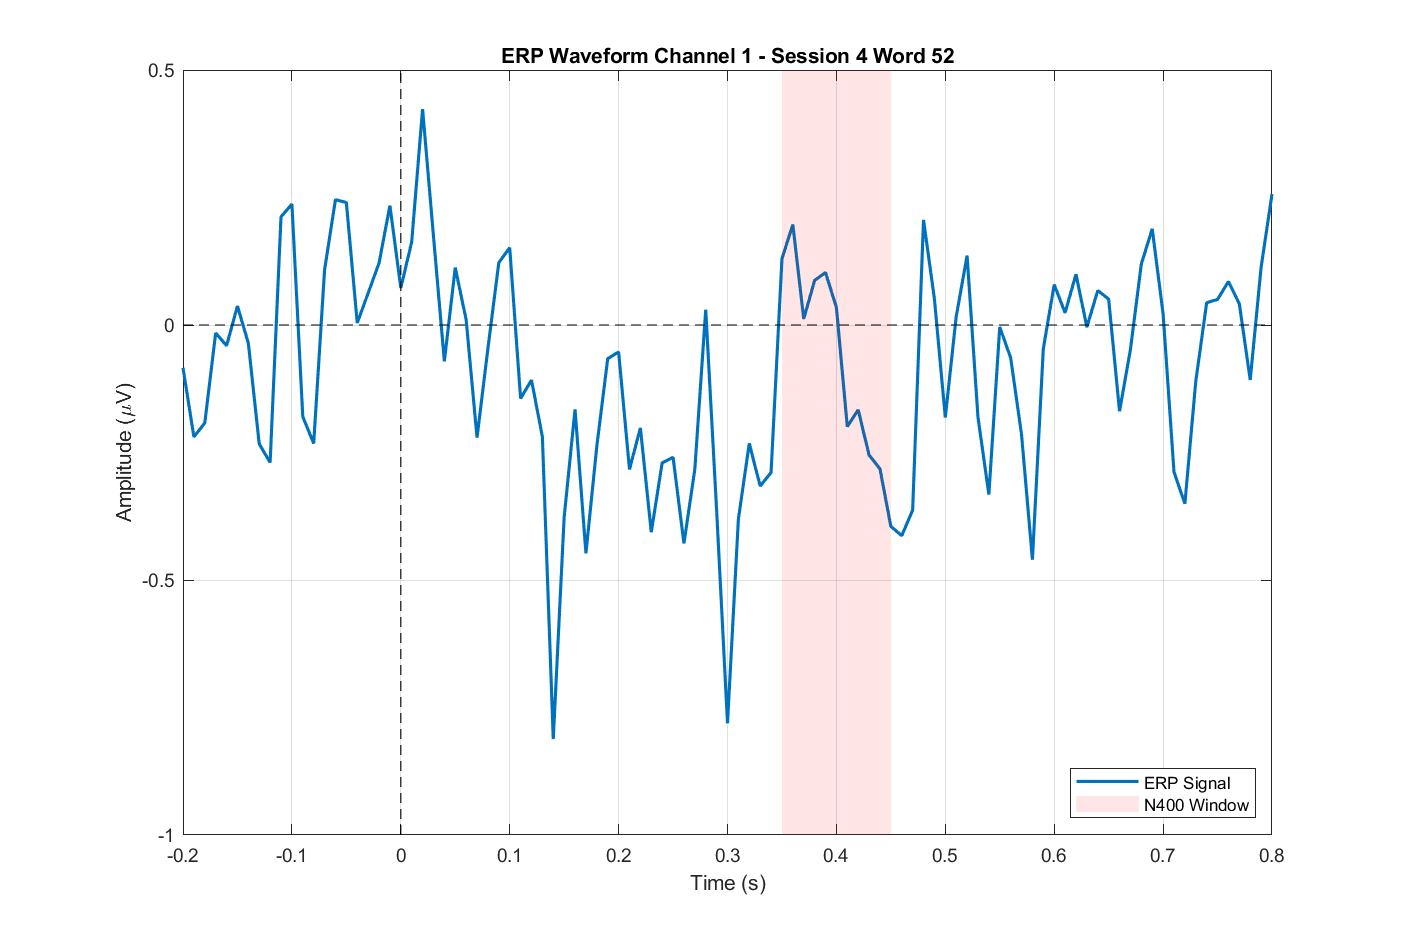 ERP Waveform Channel 1 - Session 4 Word 52
0.5
0
-0.5
-1
Amplitude (μV)
-0.2 -0.1 0 0.1 0.2 0.3 0.4 0.5 0.6 0.7 0.8
Time (s)
ERP Signal
N400 Window